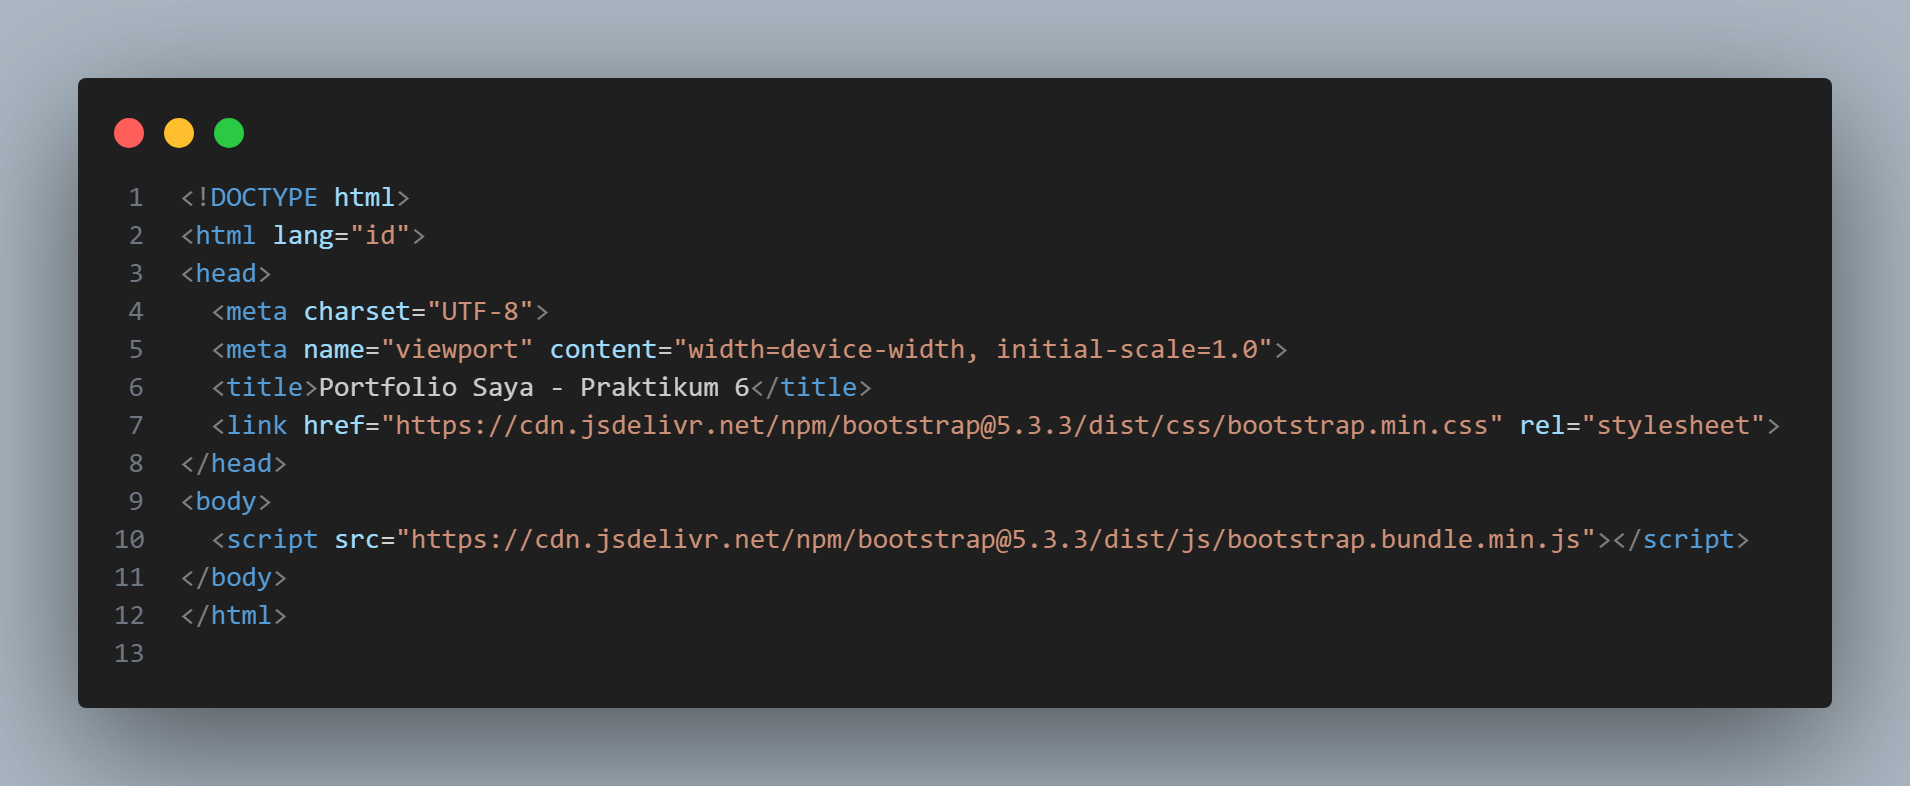 1 <!DOCTYPE html>
2 <html lang="id">
3 <head>
4   <meta charset="UTF-8">
5   <meta name="viewport" content="width=device-width, initial-scale=1.0">
6   <title>Portfolio Saya - Praktikum 6</title>
7   <link href="https://cdn.jsdelivr.net/npm/bootstrap@5.3.3/dist/css/bootstrap.min.css" rel="stylesheet">
8 </head>
9 <body>
10   <script src="https://cdn.jsdelivr.net/npm/bootstrap@5.3.3/dist/js/bootstrap.bundle.min.js"></script>
11 </body>
12 </html>
13